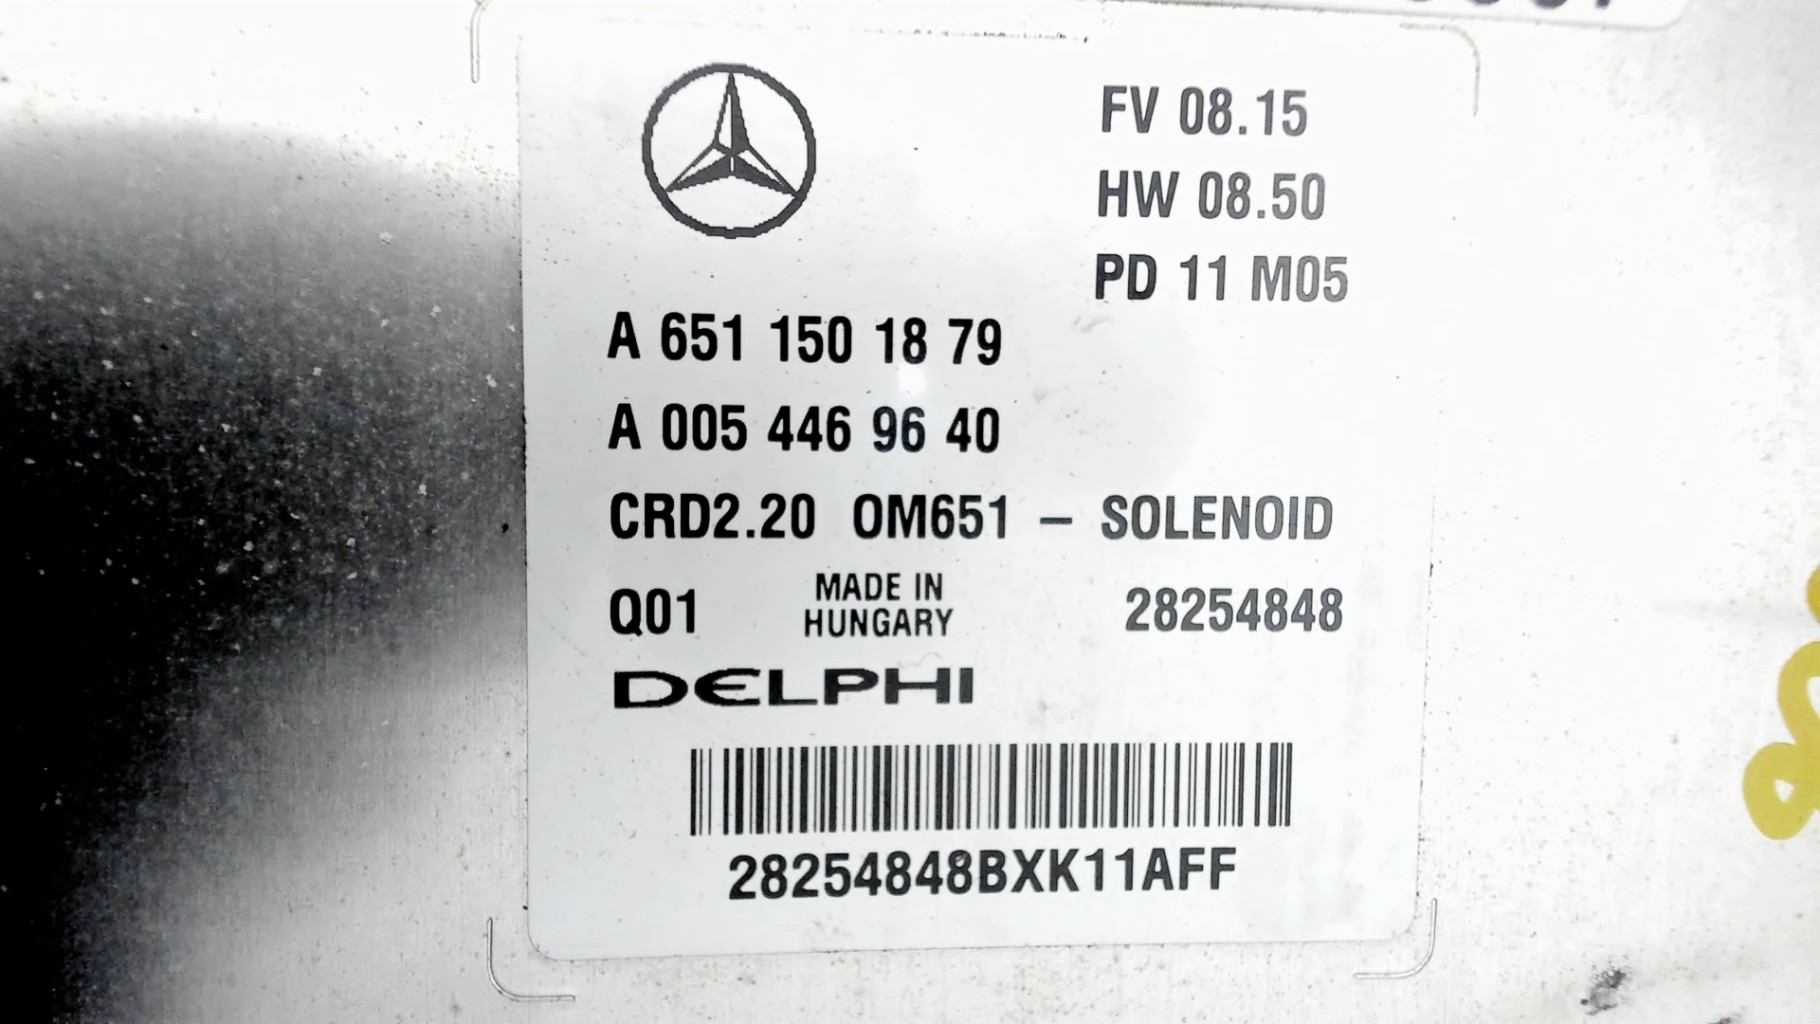 FV 08.15
HW 08.50
PD 11 M05
A 651 150 18 79
A 005 446 96 40
CRD2.20 OM651 – SOLENOID
Q01 MADE IN HUNGARY 28254848
DELPHI
28254848BXK11AFF